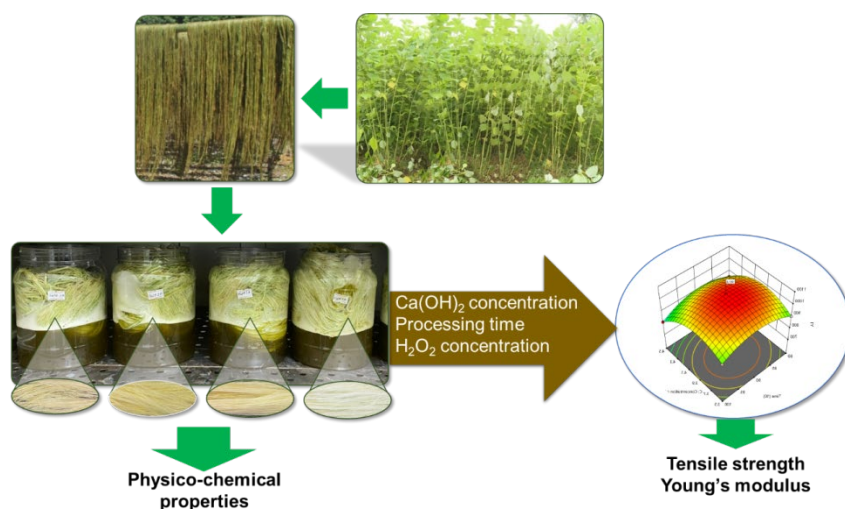 Ca(OH)₂ concentration
Processing time
H₂O₂ concentration
Physico-chemical
properties
Tensile strength
Young's modulus